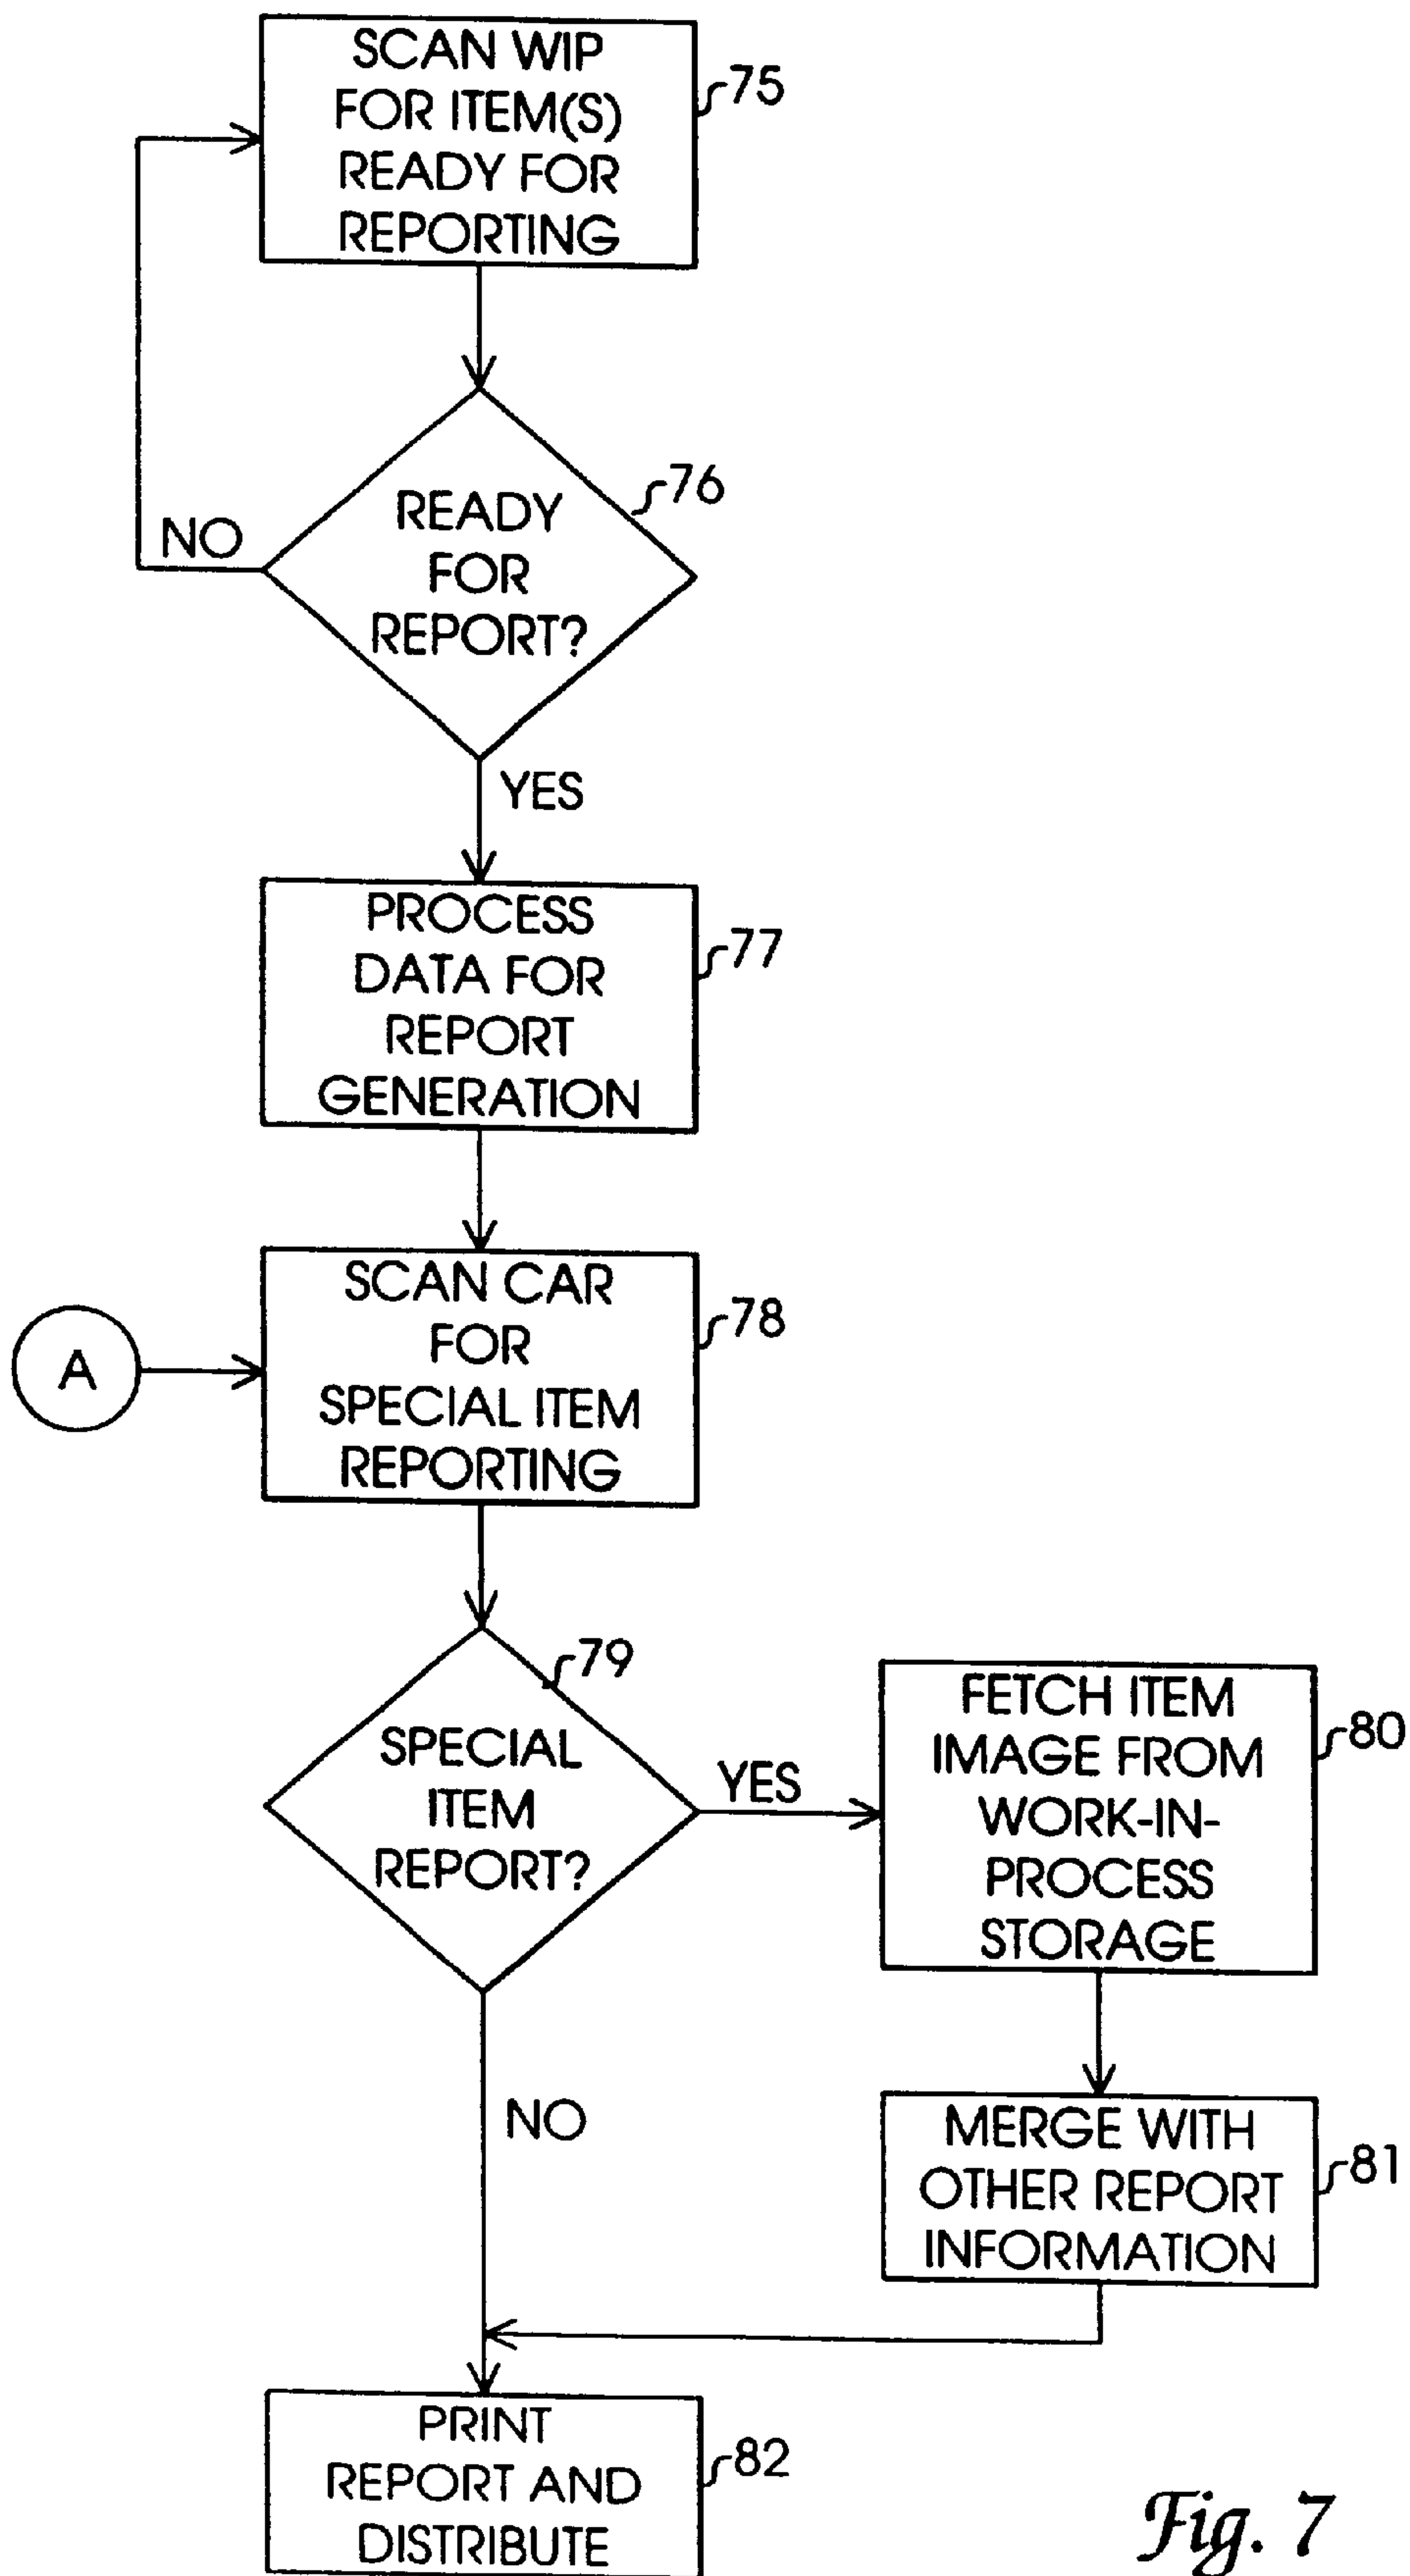 SCAN WIP
FOR ITEM(S)
READY FOR
REPORTING
75
READY
FOR
REPORT?
76
NO
YES
PROCESS
DATA FOR
REPORT
GENERATION
77
A
SCAN CAR
FOR
SPECIAL ITEM
REPORTING
78
SPECIAL
ITEM
REPORT?
79
YES
FETCH ITEM
IMAGE FROM
WORK-IN-
PROCESS
STORAGE
80
NO
MERGE WITH
OTHER REPORT
INFORMATION
81
PRINT
REPORT AND
DISTRIBUTE
82
Fig. 7